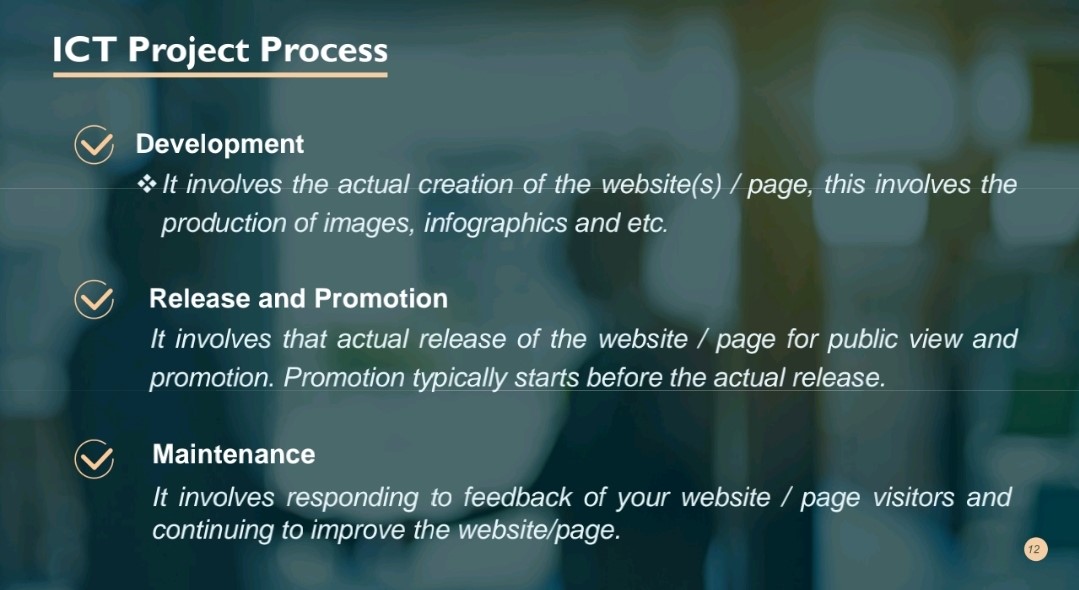 ICT Project Process
Development
❖ It involves the actual creation of the website(s) / page, this involves the
production of images, infographics and etc.
Release and Promotion
It involves that actual release of the website / page for public view and
promotion. Promotion typically starts before the actual release.
Maintenance
It involves responding to feedback of your website / page visitors and
continuing to improve the website/page.
12